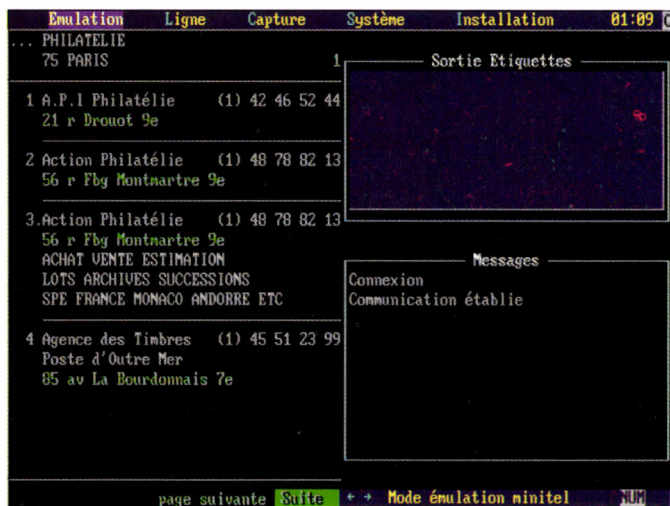 Emulation Ligne Capture Système Installation 01:09
... PHILATELIE
75 PARIS 1
1 A.P.I Philatélie (1) 42 46 52 44
21 r Drouot 9e
2 Action Philatélie (1) 48 78 82 13
56 r Fbg Montmartre 9e
3.Action Philatélie (1) 48 78 82 13
56 r Fbg Montmartre 9e
ACHAT VENTE ESTIMATION
LOTS ARCHIVES SUCCESSIONS
SPE FRANCE MONACO ANDORRE ETC
4 Agence des Timbres (1) 45 51 23 99
Poste d'Outre Mer
85 av La Bourdonnais 7e
page suivante Suite
Sortie Etiquettes
Messages
Connexion
Communication établie
← → Mode émulation minitel NUM